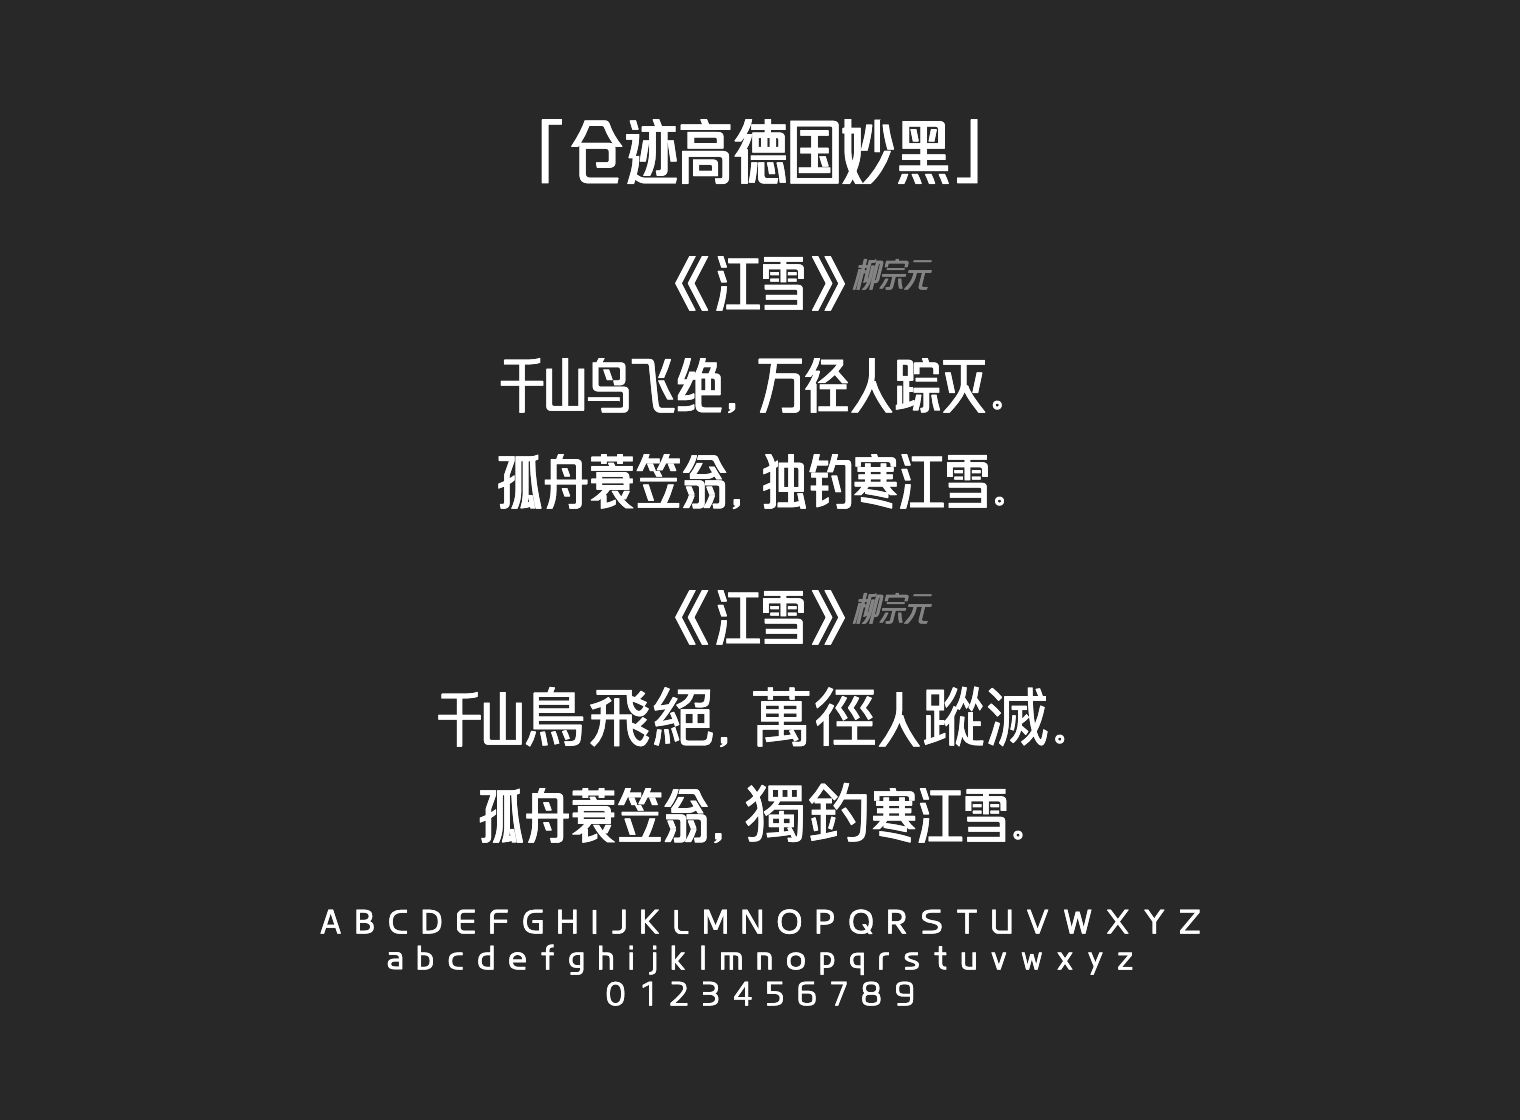 「仓迹高德国妙黑」
《江雪》柳宗元
千山鸟飞绝，万径人踪灭。
孤舟蓑笠翁，独钓寒江雪。
《江雪》柳宗元
千山鳥飛絕，萬徑人蹤滅。
孤舟蓑笠翁，獨釣寒江雪。
A B C D E F G H I J K L M N O P Q R S T U V W X Y Z
a b c d e f g h i j k l m n o p q r s t u v w x y z
0 1 2 3 4 5 6 7 8 9